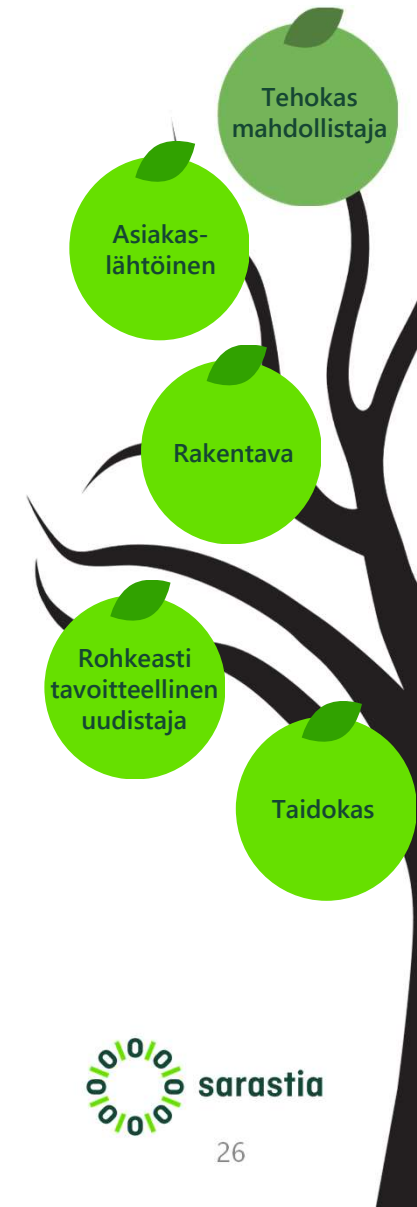 Tehokas
mahdollistaja
Asiakas-
lähtöinen
Rakentava
Rohkeasti
tavoitteellinen
uudistaja
Taidokas
sarastia
26